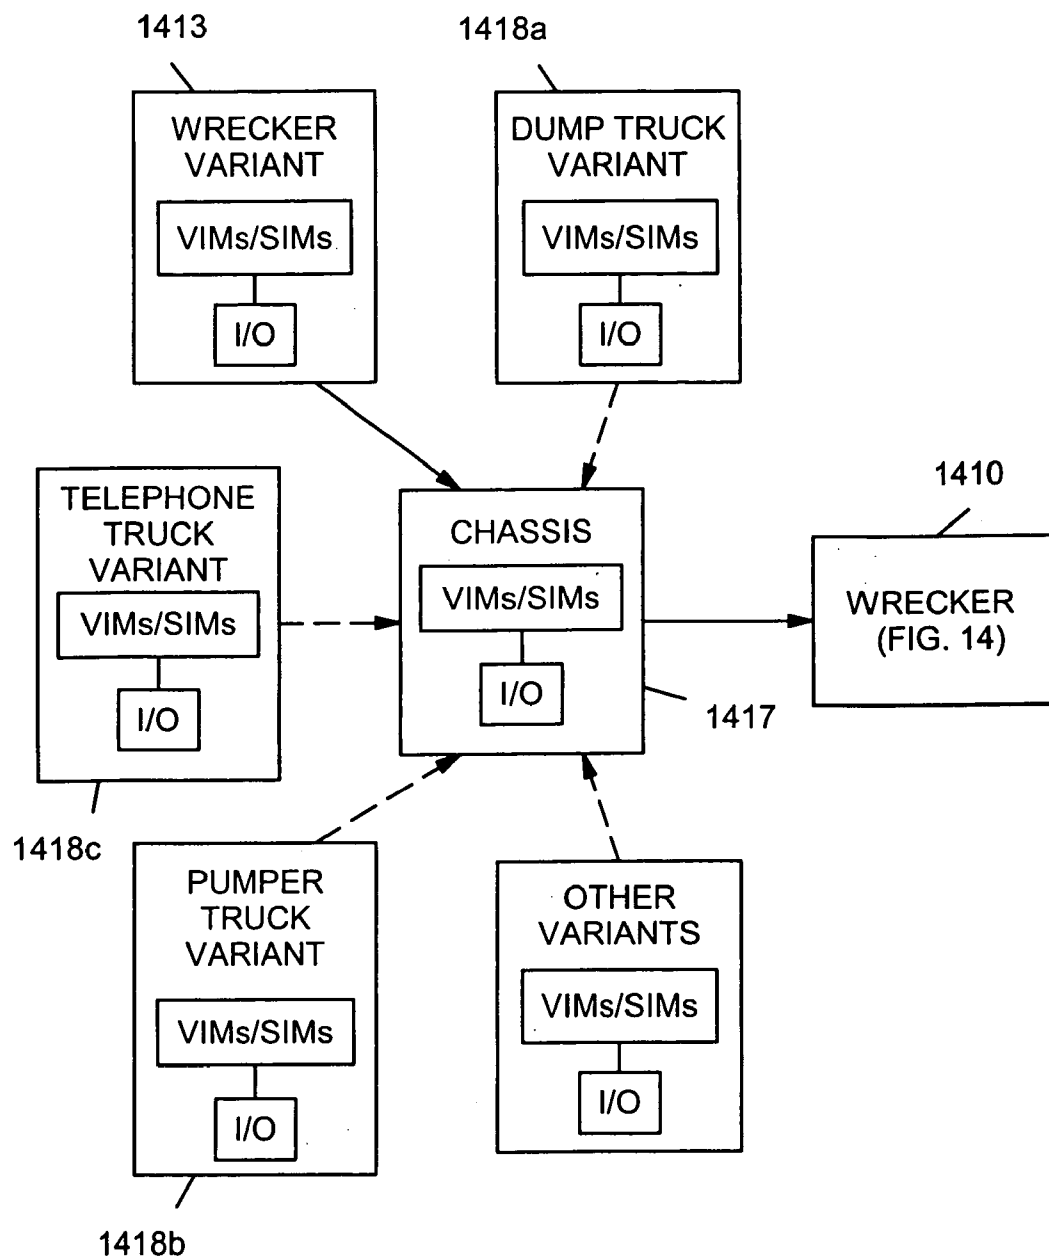 1413
1418a
WRECKER
VARIANT
VIMs/SIMs
I/O
DUMP TRUCK
VARIANT
VIMs/SIMs
I/O
TELEPHONE
TRUCK
VARIANT
VIMs/SIMs
I/O
1418c
CHASSIS
VIMs/SIMs
I/O
1417
1410
WRECKER
(FIG. 14)
PUMPER
TRUCK
VARIANT
VIMs/SIMs
I/O
1418b
OTHER
VARIANTS
VIMs/SIMs
I/O